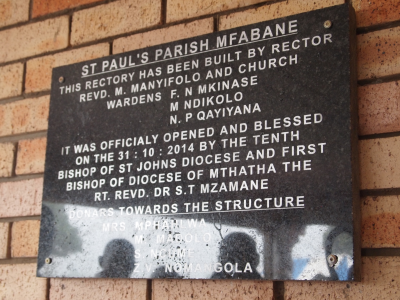 ST PAUL'S PARISH MFABANE
THIS RECTORY HAS BEEN BUILT BY RECTOR
REVD. M. MANYIFOLO AND CHURCH
WARDENS F. N MKINASE
M NDIKOLO
N. P QAYIYANA
IT WAS OFFICIALY OPENED AND BLESSED
ON THE 31 : 10 : 2014 BY THE TENTH
BISHOP OF ST JOHNS DIOCESE AND FIRST
BISHOP OF DIOCESE OF MTHATHA THE
RT. REVD. DR S.T MZAMANE
DONARS TOWARDS THE STRUCTURE
MRS.